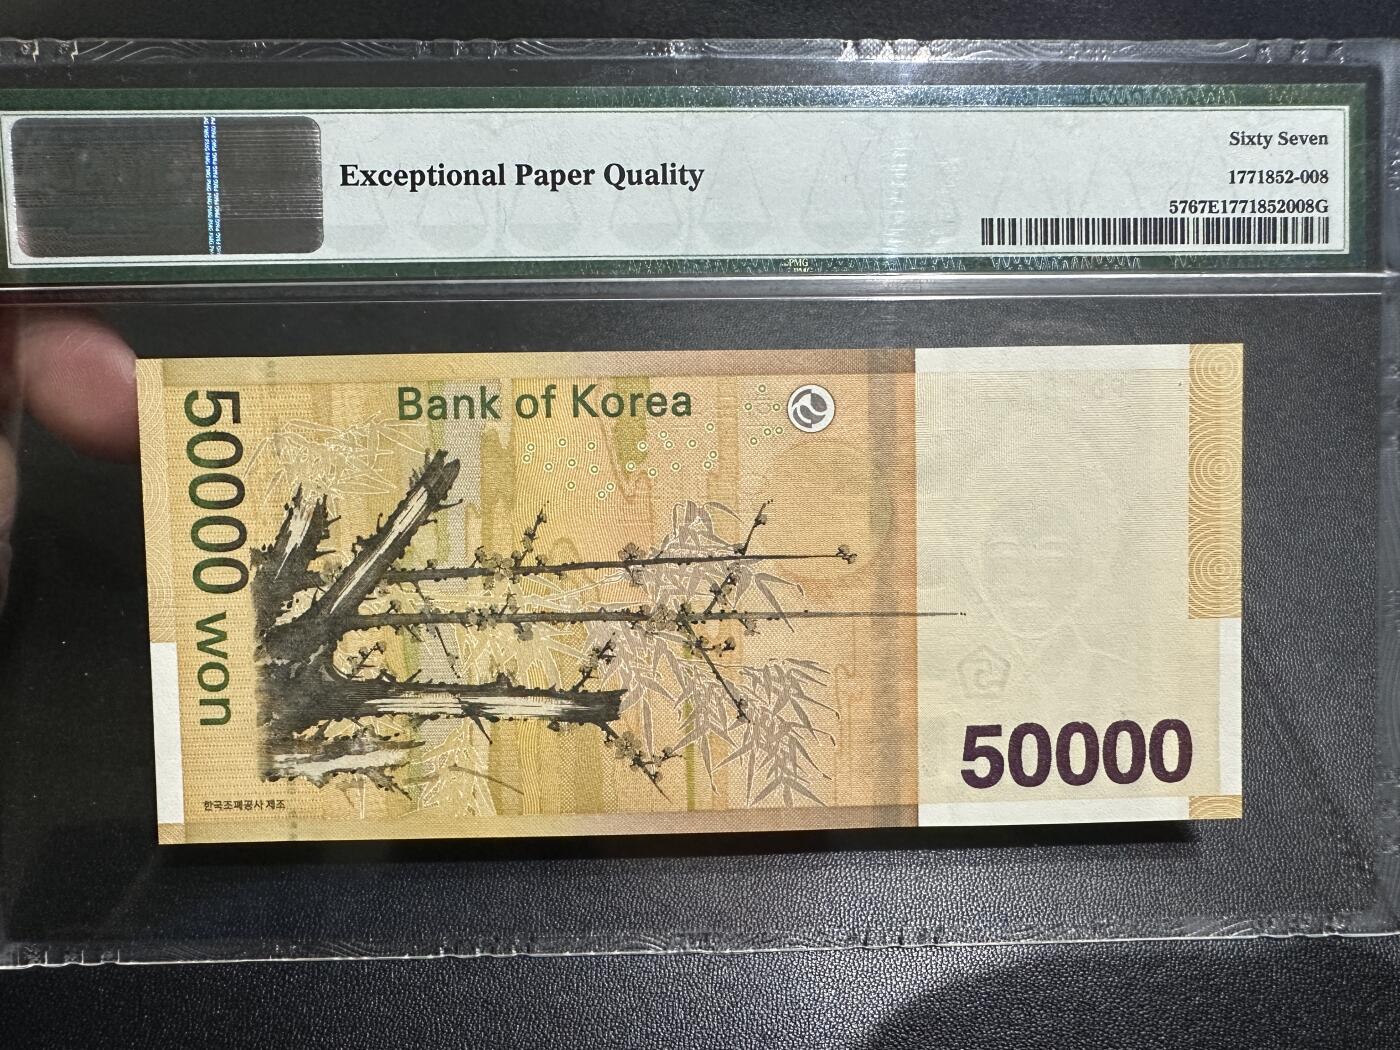 Exceptional Paper Quality
Sixty Seven
1771852-008
5767E1771852008G
PMG
Bank of Korea
50000 won
50000
한국조폐공사 제조